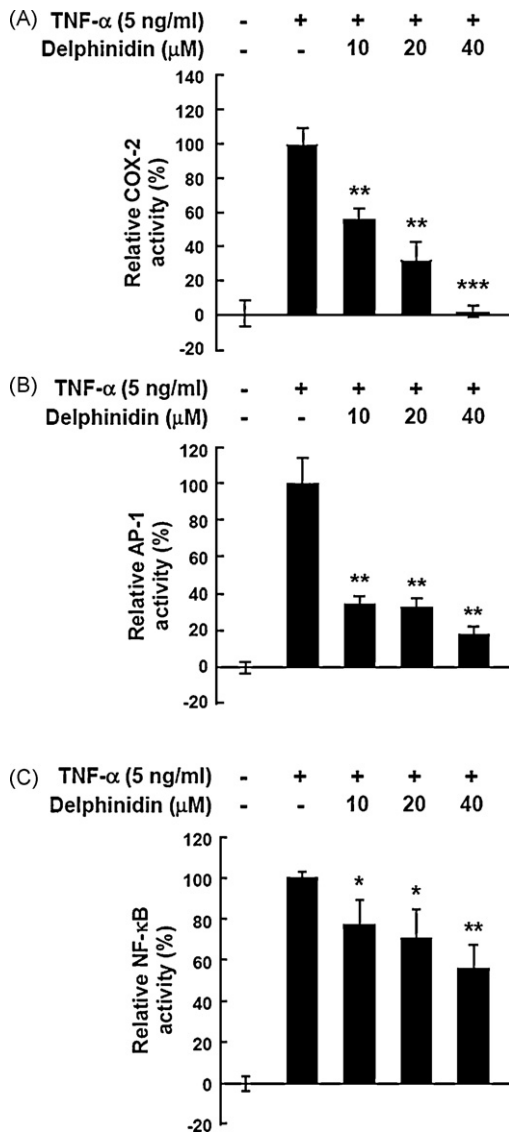 (A) TNF-α (5 ng/ml) - + + + +
Delphinidin (μM) - - 10 20 40
Relative COX-2
activity (%)
140
120
100
80
60
40
20
0
-20
** ** ***
(B) TNF-α (5 ng/ml) - + + + +
Delphinidin (μM) - - 10 20 40
Relative AP-1
activity (%)
120
100
80
60
40
20
0
-20
** ** **
(C) TNF-α (5 ng/ml) - + + + +
Delphinidin (μM) - - 10 20 40
Relative NF-κB
activity (%)
120
100
80
60
40
20
0
-20
* * **